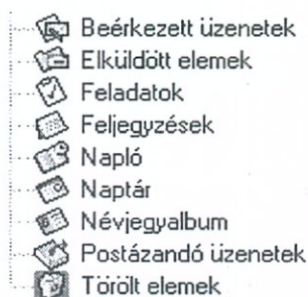 Beérkezett üzenetek
Elküldött elemek
Feladatok
Feljegyzések
Napló
Naptár
Névjegyalbum
Postázandó üzenetek
Törölt elemek